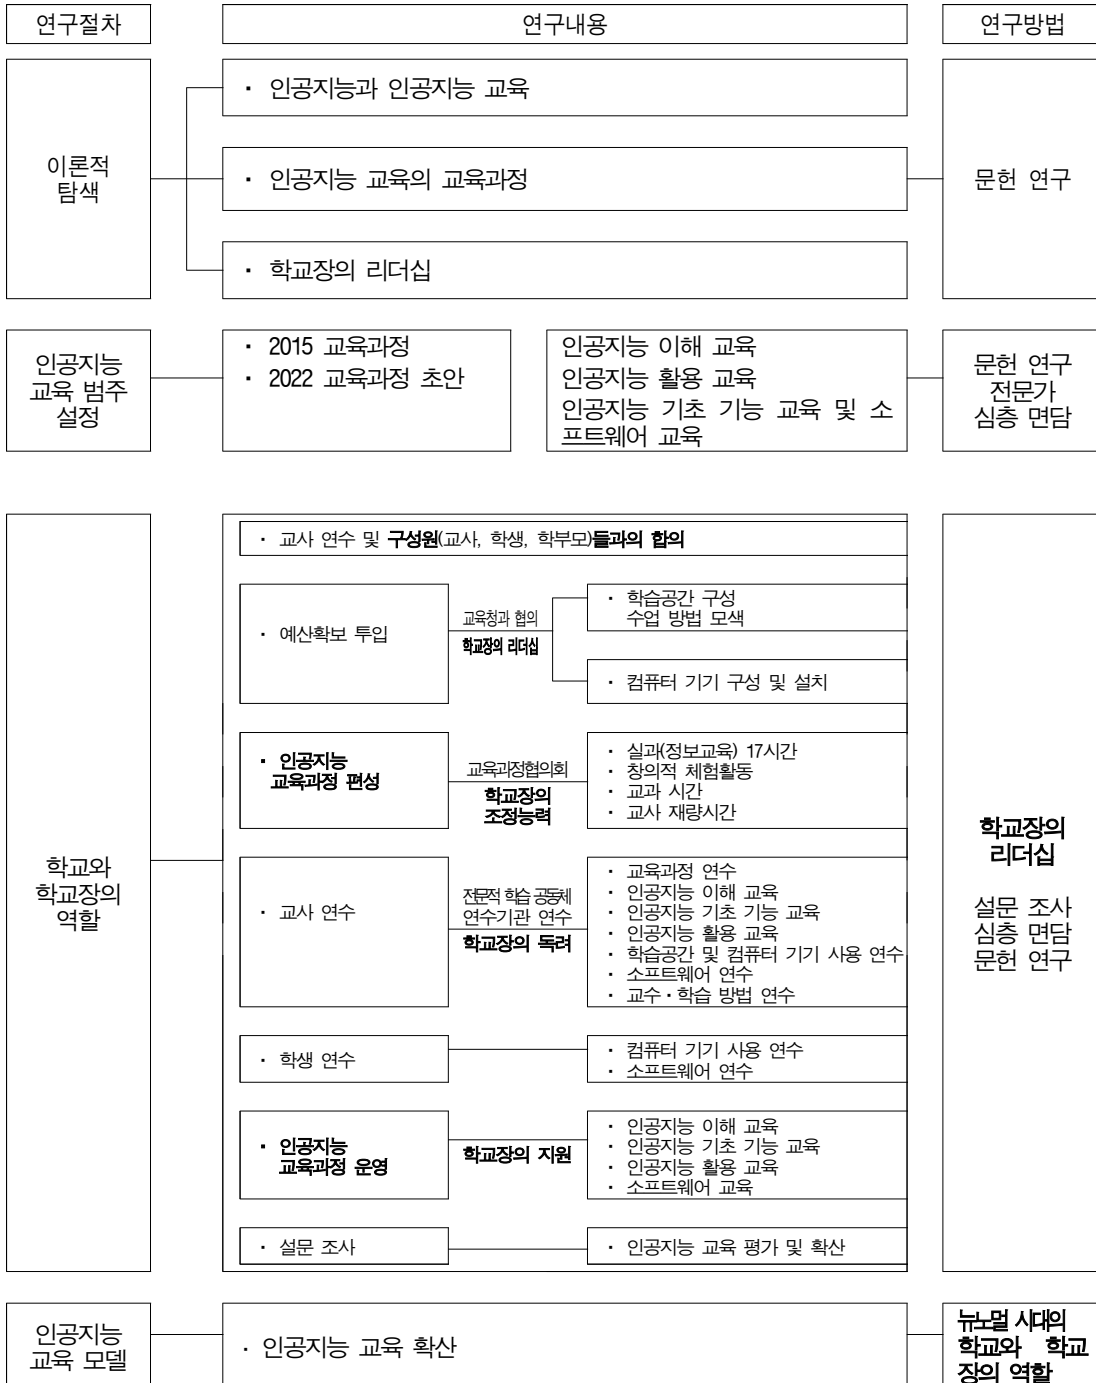 연구절차
연구내용
연구방법
이론적
탐색
· 인공지능과 인공지능 교육
· 인공지능 교육의 교육과정
· 학교장의 리더십
문헌 연구
인공지능
교육 범주
설정
· 2015 교육과정
· 2022 교육과정 초안
인공지능 이해 교육
인공지능 활용 교육
인공지능 기초 기능 교육 및 소
프트웨어 교육
문헌 연구
전문가
심층 면담
학교와
학교장의
역할
· 교사 연수 및 구성원(교사, 학생, 학부모)들과의 합의
· 예산확보 투입
교육청과 협의
학교장의 리더십
· 학습공간 구성
수업 방법 모색
· 컴퓨터 기기 구성 및 설치
· 인공지능
교육과정 편성
교육과정협의회
학교장의
조정능력
· 실과(정보교육) 17시간
· 창의적 체험활동
· 교과 시간
· 교사 재량시간
· 교사 연수
전문적 학습 공동체
연수기관 연수
학교장의 독려
· 교육과정 연수
· 인공지능 이해 교육
· 인공지능 기초 기능 교육
· 인공지능 활용 교육
· 학습공간 및 컴퓨터 기기 사용 연수
· 소프트웨어 연수
· 교수·학습 방법 연수
· 학생 연수
· 컴퓨터 기기 사용 연수
· 소프트웨어 연수
· 인공지능
교육과정 운영
학교장의 지원
· 인공지능 이해 교육
· 인공지능 기초 기능 교육
· 인공지능 활용 교육
· 소프트웨어 교육
· 설문 조사
· 인공지능 교육 평가 및 확산
학교장의
리더십
설문 조사
심층 면담
문헌 연구
인공지능
교육 모델
· 인공지능 교육 확산
뉴노멀 시대의
학교와 학교
장의 역할